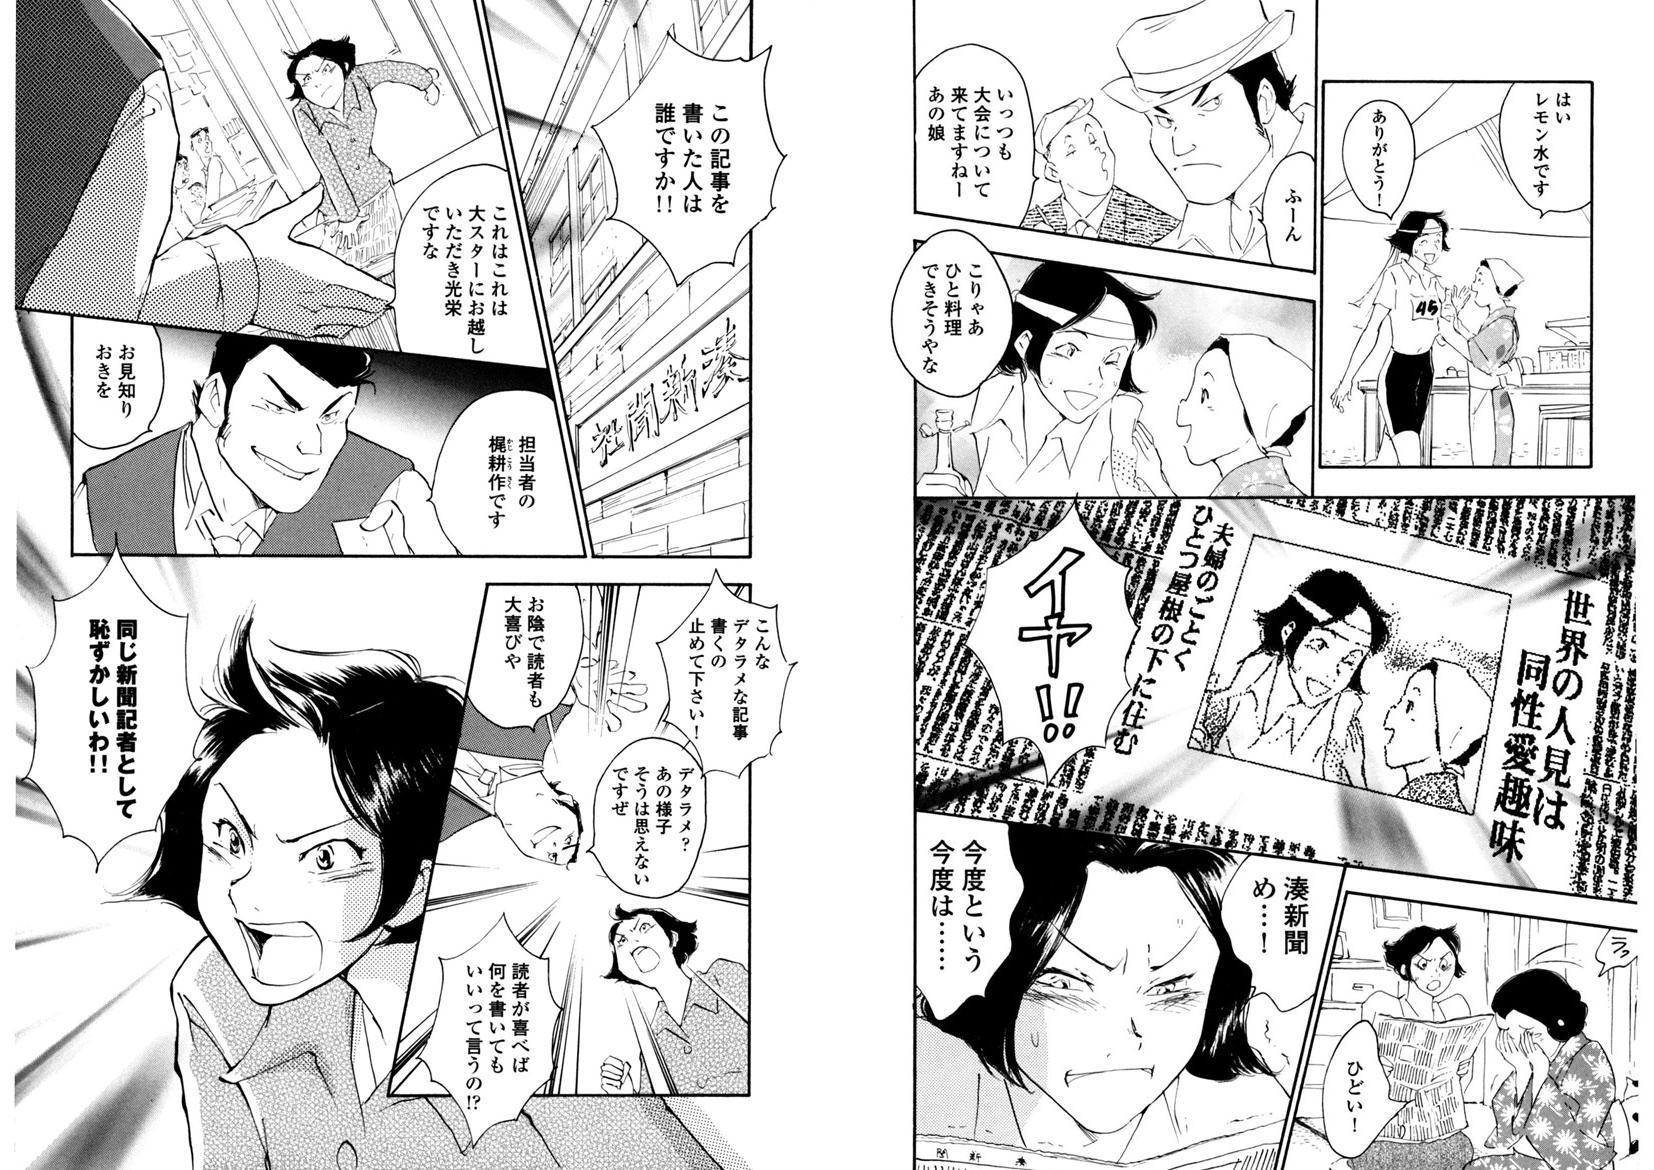 はい
レモン水です
ありがとう!
45
いっつも
大会について
来てますねー
あの娘
ふーん
こりゃあ
ひと料理
できそうやな
世界の人見は
同性愛趣味
夫婦のごとく
ひとつ屋根の下に住む
イヤ!!
ひどい!
うっ
湊新聞
め…!
今度という
今度は……
湊新聞
この記事を
書いた人は
誰ですか!!
湊新聞社
これはこれは
大スターにお越し
いただき光栄
ですな
担当者の
梶耕作です
かじこうさく
お見知り
おきを
こんな
デタラメな記事
書くの
止めて下さい!
お陰で読者も
大喜びや
デタラメ?
あの様子
そうは思えない
ですぜ
読者が喜べば
何を書いても
いいって言うの!?
同じ新聞記者として
恥ずかしいわ!!